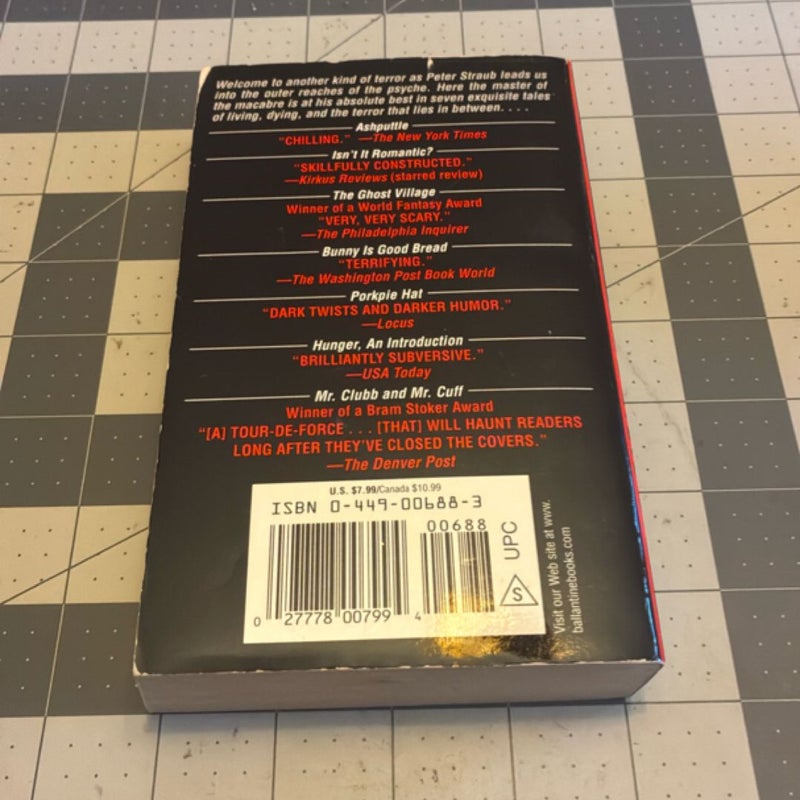 Welcome to another kind of terror as Peter Straub leads us
into the outer reaches of the psyche. Here the master of
the macabre is at his absolute best in seven exquisite tales
of living, dying, and the terror that lies in between. . . .
Ashputtle
"CHILLING." —The New York Times
Isn't It Romantic?
"SKILLFULLY CONSTRUCTED."
—Kirkus Reviews (starred review)
The Ghost Village
Winner of a World Fantasy Award
"VERY, VERY SCARY."
—The Philadelphia Inquirer
Bunny Is Good Bread
"TERRIFYING."
—The Washington Post Book World
Porkpie Hat
"DARK TWISTS AND DARKER HUMOR."
—Locus
Hunger, An Introduction
"BRILLIANTLY SUBVERSIVE."
—USA Today
Mr. Clubb and Mr. Cuff
Winner of a Bram Stoker Award
"[A] TOUR-DE-FORCE . . . [THAT] WILL HAUNT READERS
LONG AFTER THEY'VE CLOSED THE COVERS."
—The Denver Post
U.S. $7.99/Canada $10.99
ISBN 0-449-00688-3
00688
0 27778 00799 4
UPC
S
Visit our Web site at www.
ballantinebooks.com